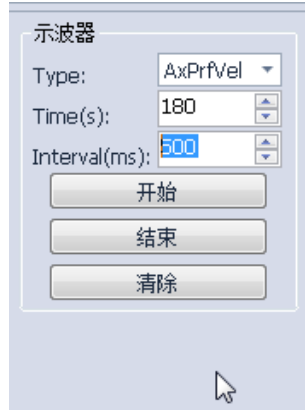 示波器
Type: AxPrfVel
Time(s): 180
Interval(ms): 500
开始
结束
清除